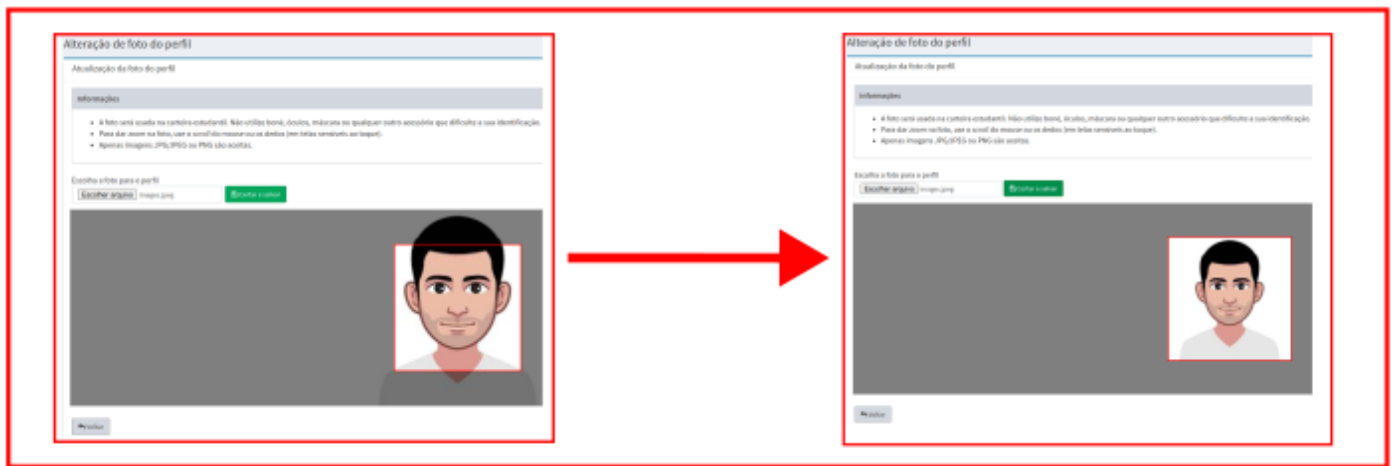 Alteração de foto do perfil
Atualização da foto do perfil
Informações
A foto será usada na carteira estudantil. Não utilize boné, óculos, máscara ou qualquer outro acessório que dificulte a sua identificação.
Para dar zoom na foto, use o scroll do mouse ou os dedos (em telas sensíveis ao toque).
Apenas imagens JPG/JPEG ou PNG são aceitas.
Escolha a foto para o perfil
Escolher arquivo images.jpeg
Cortar e salvar
Voltar
Alteração de foto do perfil
Atualização da foto do perfil
Informações
A foto será usada na carteira estudantil. Não utilize boné, óculos, máscara ou qualquer outro acessório que dificulte a sua identificação.
Para dar zoom na foto, use o scroll do mouse ou os dedos (em telas sensíveis ao toque).
Apenas imagens JPG/JPEG ou PNG são aceitas.
Escolha a foto para o perfil
Escolher arquivo images.jpeg
Cortar e salvar
Voltar